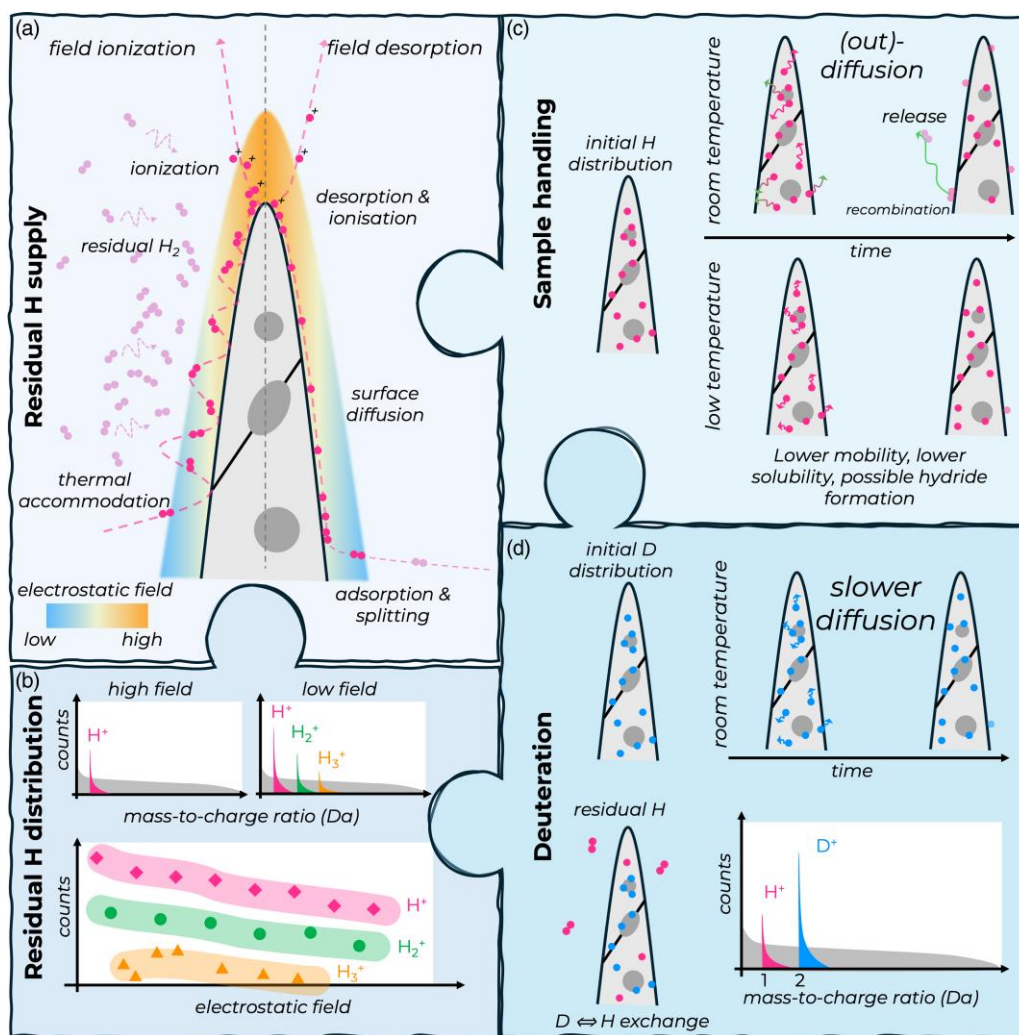 (a)
field ionization
field desorption
ionization
desorption &
ionisation
residual H2
surface
diffusion
thermal
accommodation
adsorption &
splitting
electrostatic field
low
high
Residual H supply
(b)
Residual H distribution
high field
low field
counts
H+
H+
H2+
H3+
mass-to-charge ratio (Da)
counts
H+
H2+
H3+
electrostatic field
(c)
Sample handling
initial H
distribution
room temperature
(out)-
diffusion
release
recombination
time
low temperature
Lower mobility, lower
solubility, possible hydride
formation
(d)
Deuteration
initial D
distribution
room temperature
slower
diffusion
time
residual H
D ⇔ H exchange
counts
H+
D+
1
2
mass-to-charge ratio (Da)